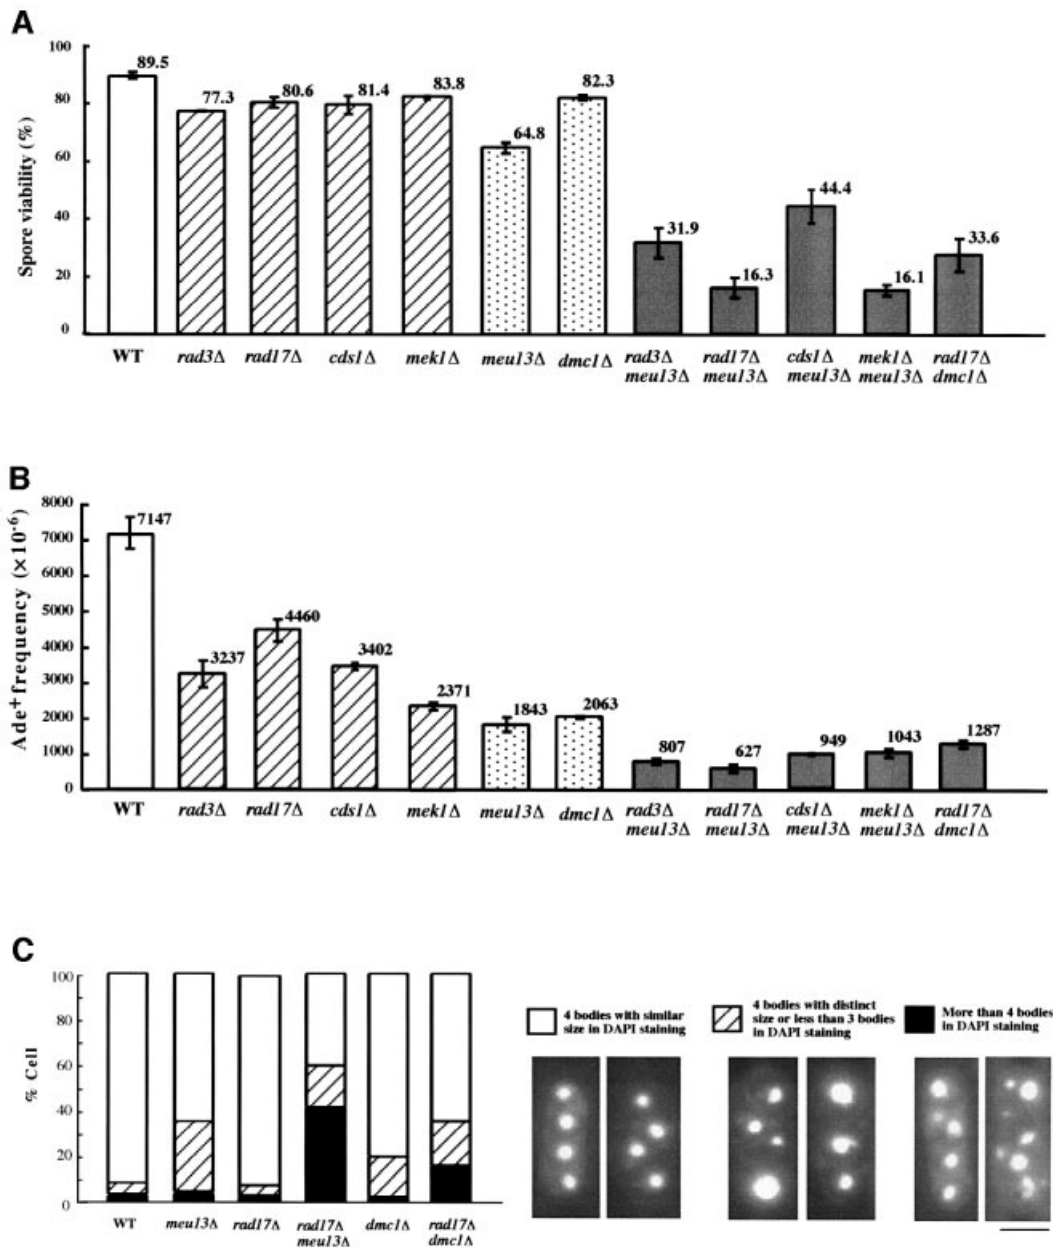 A
Spore viability (%)
100
80
60
40
20
0
89.5
77.3
80.6
81.4
83.8
64.8
82.3
31.9
16.3
44.4
16.1
33.6
WT rad3Δ rad17Δ cds1Δ mek1Δ meu13Δ dmc1Δ rad3Δ rad17Δ cds1Δ mek1Δ rad17Δ
meu13Δ meu13Δ meu13Δ meu13Δ dmc1Δ
B
Ade+frequency (×10-6)
8000
7000
6000
5000
4000
3000
2000
1000
0
7147
3237
4460
3402
2371
1843
2063
807
627
949
1043
1287
WT rad3Δ rad17Δ cds1Δ mek1Δ meu13Δ dmc1Δ rad3Δ rad17Δ cds1Δ mek1Δ rad17Δ
meu13Δ meu13Δ meu13Δ meu13Δ dmc1Δ
C
% Cell
100
80
60
40
20
0
WT meu13Δ rad17Δ rad17Δ dmc1Δ rad17Δ
meu13Δ dmc1Δ
4 bodies with similar
size in DAPI staining
4 bodies with distinct
size or less than 3 bodies
in DAPI staining
More than 4 bodies
in DAPI staining